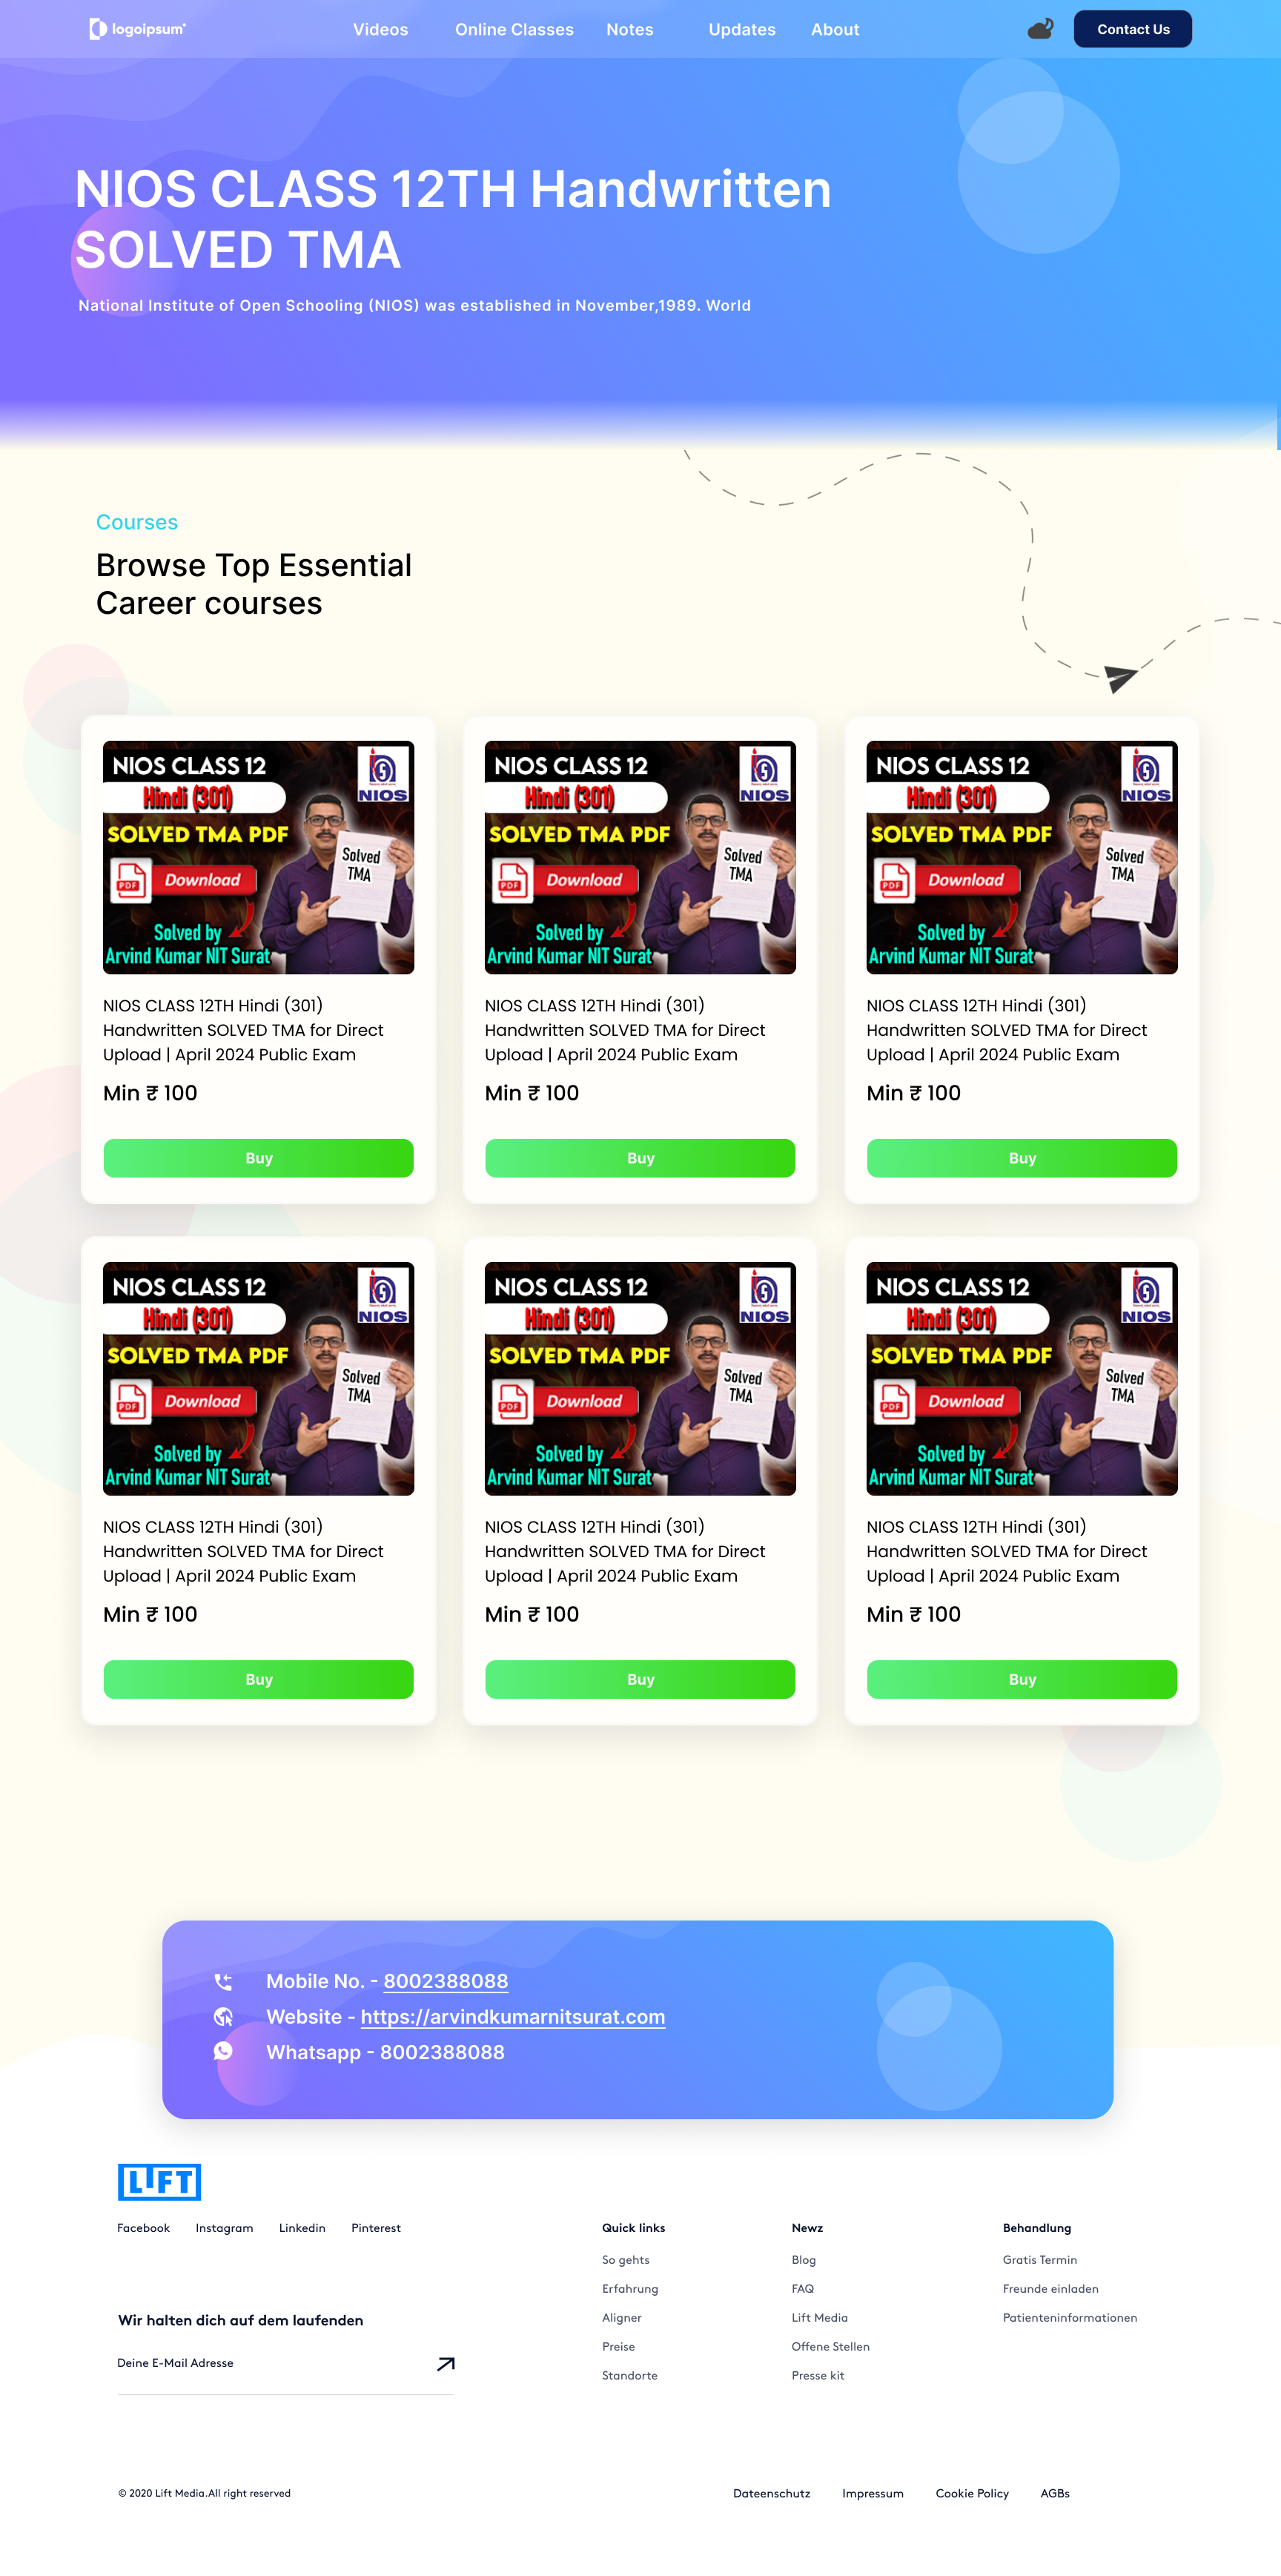 logoipsum
Videos Online Classes Notes Updates About Contact Us
NIOS CLASS 12TH Handwritten
SOLVED TMA
National Institute of Open Schooling (NIOS) was established in November,1989. World
Courses
Browse Top Essential
Career courses
NIOS CLASS 12
NIOS
Hindi (301)
SOLVED TMA PDF
Solved
TMA
PDF Download
Solved by
Arvind Kumar NIT Surat
NIOS CLASS 12TH Hindi (301)
Handwritten SOLVED TMA for Direct
Upload | April 2024 Public Exam
Min ₹ 100
Buy
NIOS CLASS 12
NIOS
Hindi (301)
SOLVED TMA PDF
Solved
TMA
PDF Download
Solved by
Arvind Kumar NIT Surat
NIOS CLASS 12TH Hindi (301)
Handwritten SOLVED TMA for Direct
Upload | April 2024 Public Exam
Min ₹ 100
Buy
NIOS CLASS 12
NIOS
Hindi (301)
SOLVED TMA PDF
Solved
TMA
PDF Download
Solved by
Arvind Kumar NIT Surat
NIOS CLASS 12TH Hindi (301)
Handwritten SOLVED TMA for Direct
Upload | April 2024 Public Exam
Min ₹ 100
Buy
NIOS CLASS 12
NIOS
Hindi (301)
SOLVED TMA PDF
Solved
TMA
PDF Download
Solved by
Arvind Kumar NIT Surat
NIOS CLASS 12TH Hindi (301)
Handwritten SOLVED TMA for Direct
Upload | April 2024 Public Exam
Min ₹ 100
Buy
NIOS CLASS 12
NIOS
Hindi (301)
SOLVED TMA PDF
Solved
TMA
PDF Download
Solved by
Arvind Kumar NIT Surat
NIOS CLASS 12TH Hindi (301)
Handwritten SOLVED TMA for Direct
Upload | April 2024 Public Exam
Min ₹ 100
Buy
NIOS CLASS 12
NIOS
Hindi (301)
SOLVED TMA PDF
Solved
TMA
PDF Download
Solved by
Arvind Kumar NIT Surat
NIOS CLASS 12TH Hindi (301)
Handwritten SOLVED TMA for Direct
Upload | April 2024 Public Exam
Min ₹ 100
Buy
Mobile No. - 8002388088
Website - https://arvindkumarnitsurat.com
Whatsapp - 8002388088
LIFT
Facebook Instagram Linkedin Pinterest
Wir halten dich auf dem laufenden
Deine E-Mail Adresse
Quick links
So gehts
Erfahrung
Aligner
Preise
Standorte
Newz
Blog
FAQ
Lift Media
Offene Stellen
Presse kit
Behandlung
Gratis Termin
Freunde einladen
Patienteninformationen
© 2020 Lift Media.All right reserved
Dateenschutz Impressum Cookie Policy AGBs